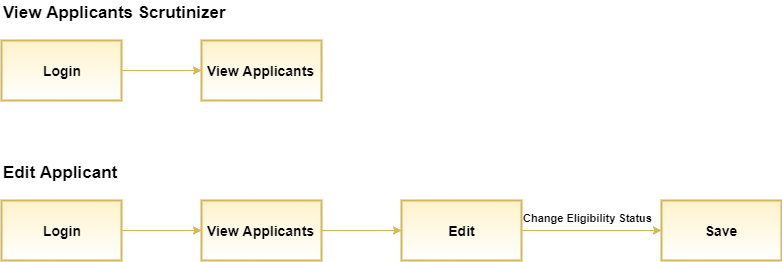 View Applicants Scrutinizer
Login
View Applicants
Edit Applicant
Login
View Applicants
Edit
Change Eligibility Status
Save